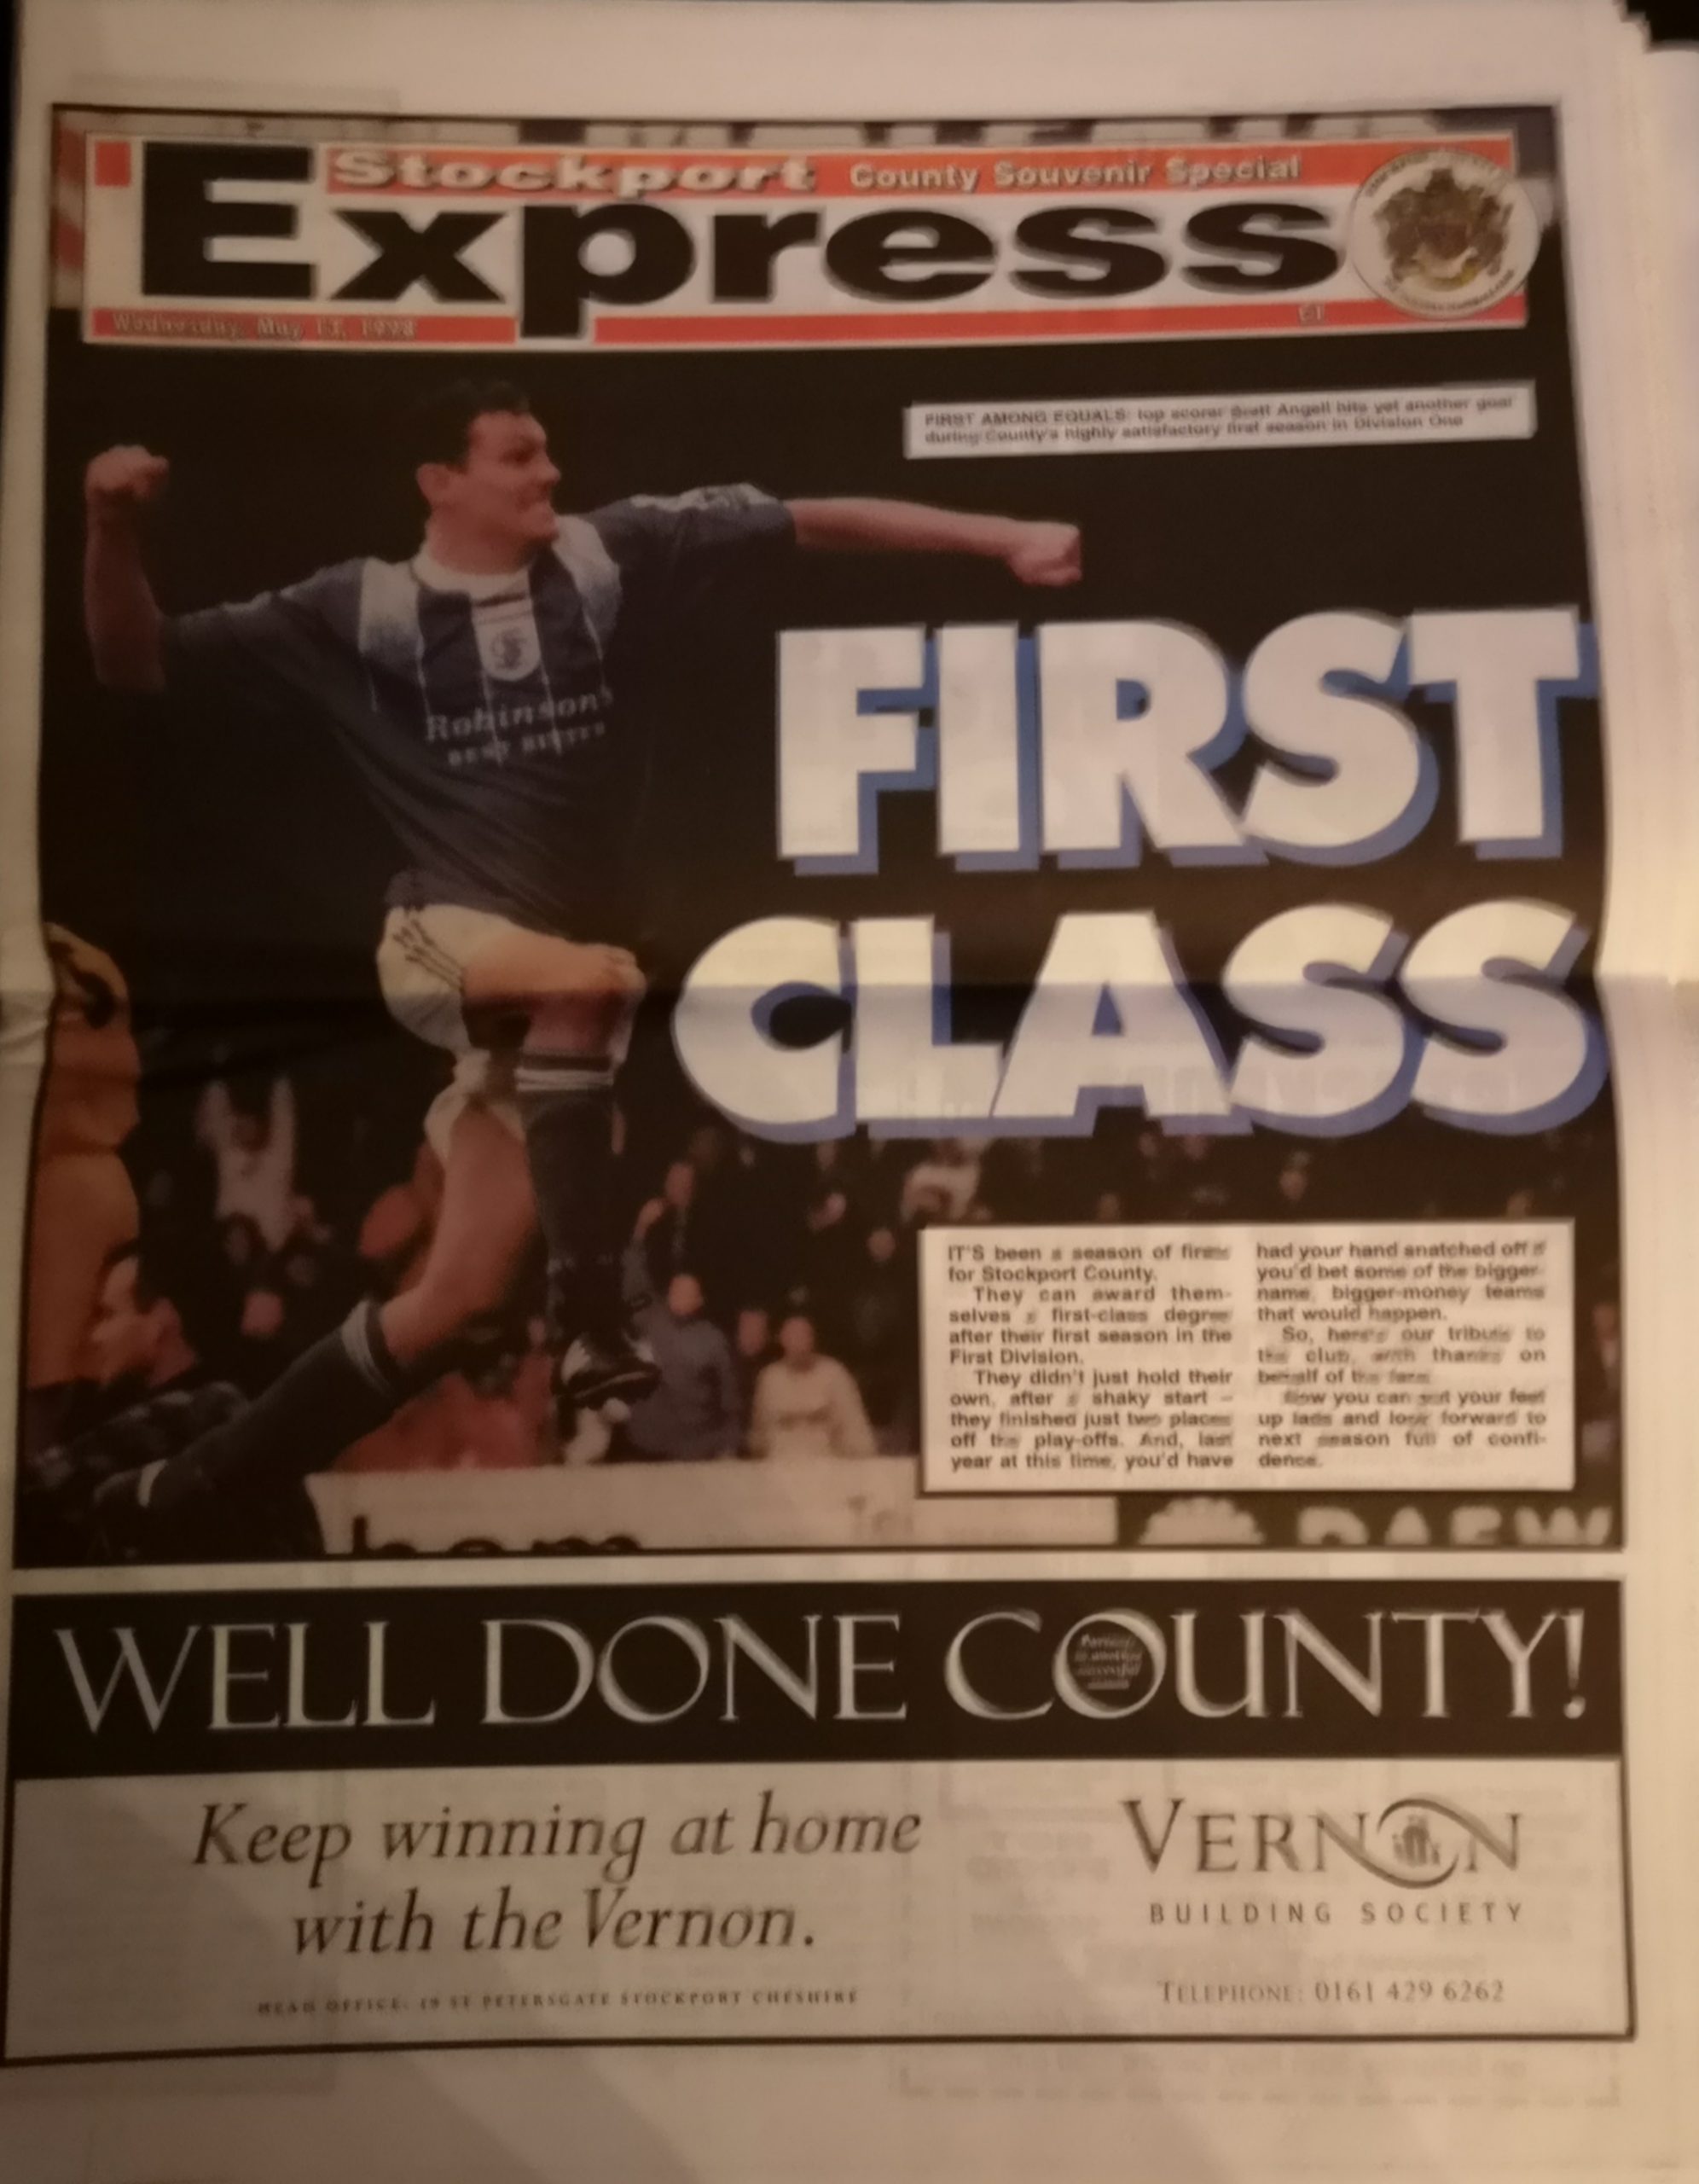 Stockport County Souvenir Special
Express
Wednesday, May 13, 1998
£1
FIRST AMONG EQUALS: top scorer Brett Angell hits yet another goal
during County's highly satisfactory first season in Division One
Robinson's
BEST BITTER
FIRST
CLASS
IT'S been a season of firsts
for Stockport County.
They can award them-
selves a first-class degree
after their first season in the
First Division.
They didn't just hold their
own, after a shaky start –
they finished just two places
off the play-offs. And, last
year at this time, you'd have
had your hand snatched off if
you'd bet some of the bigger-
name, bigger-money teams
that would happen.
So, here's our tribute to
the club, with thanks on
behalf of the fans.
Now you can put your feet
up lads and look forward to
next season full of confi-
dence.
DAEW
WELL DONE COUNTY!
Keep winning at home
with the Vernon.
HEAD OFFICE: 19 ST PETERSGATE STOCKPORT CHESHIRE
VERNON
BUILDING SOCIETY
TELEPHONE: 0161 429 6262